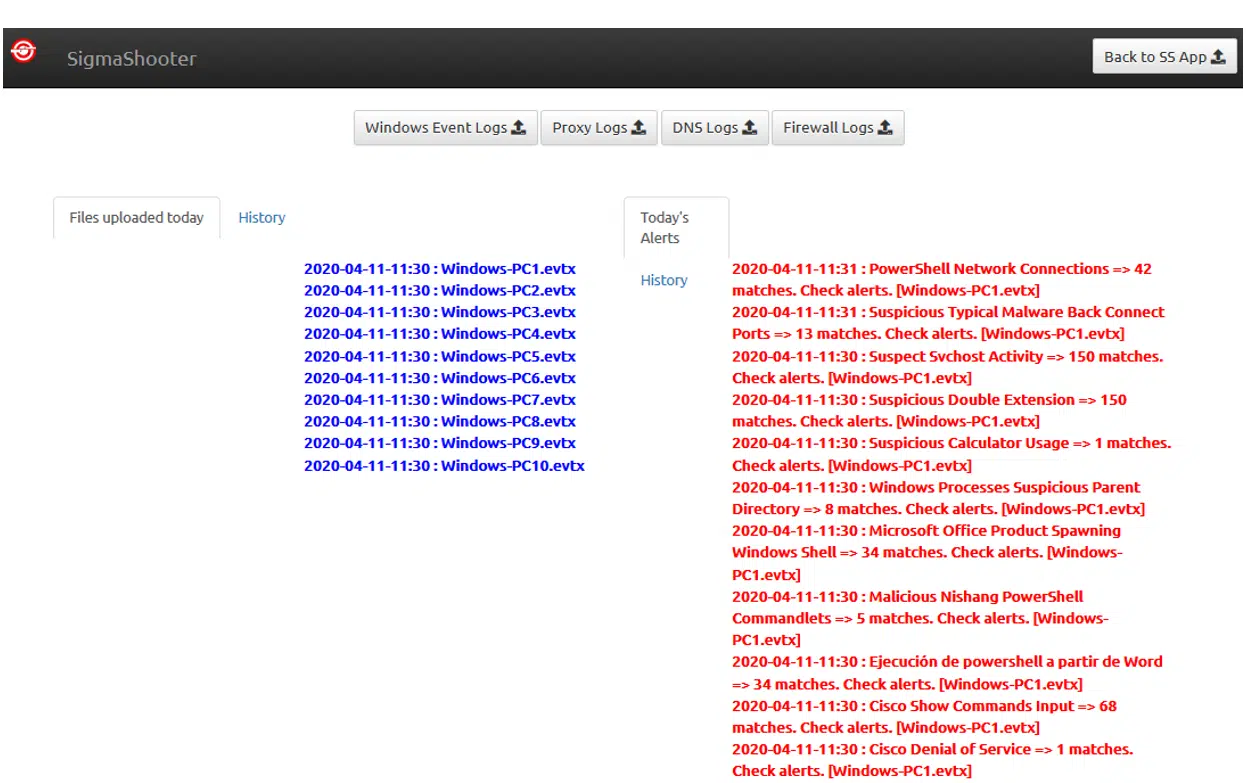 SigmaShooter
Back to SS App
Windows Event Logs
Proxy Logs
DNS Logs
Firewall Logs
Files uploaded today
History
2020-04-11-11:30 : Windows-PC1.evtx
2020-04-11-11:30 : Windows-PC2.evtx
2020-04-11-11:30 : Windows-PC3.evtx
2020-04-11-11:30 : Windows-PC4.evtx
2020-04-11-11:30 : Windows-PC5.evtx
2020-04-11-11:30 : Windows-PC6.evtx
2020-04-11-11:30 : Windows-PC7.evtx
2020-04-11-11:30 : Windows-PC8.evtx
2020-04-11-11:30 : Windows-PC9.evtx
2020-04-11-11:30 : Windows-PC10.evtx
Today's
Alerts
History
2020-04-11-11:31 : PowerShell Network Connections => 42
matches. Check alerts. [Windows-PC1.evtx]
2020-04-11-11:31 : Suspicious Typical Malware Back Connect
Ports => 13 matches. Check alerts. [Windows-PC1.evtx]
2020-04-11-11:30 : Suspect Svchost Activity => 150 matches.
Check alerts. [Windows-PC1.evtx]
2020-04-11-11:30 : Suspicious Double Extension => 150
matches. Check alerts. [Windows-PC1.evtx]
2020-04-11-11:30 : Suspicious Calculator Usage => 1 matches.
Check alerts. [Windows-PC1.evtx]
2020-04-11-11:30 : Windows Processes Suspicious Parent
Directory => 8 matches. Check alerts. [Windows-PC1.evtx]
2020-04-11-11:30 : Microsoft Office Product Spawning
Windows Shell => 34 matches. Check alerts. [Windows-
PC1.evtx]
2020-04-11-11:30 : Malicious Nishang PowerShell
Commandlets => 5 matches. Check alerts. [Windows-
PC1.evtx]
2020-04-11-11:30 : Ejecución de powershell a partir de Word
=> 34 matches. Check alerts. [Windows-PC1.evtx]
2020-04-11-11:30 : Cisco Show Commands Input => 68
matches. Check alerts. [Windows-PC1.evtx]
2020-04-11-11:30 : Cisco Denial of Service => 1 matches.
Check alerts. [Windows-PC1.evtx]